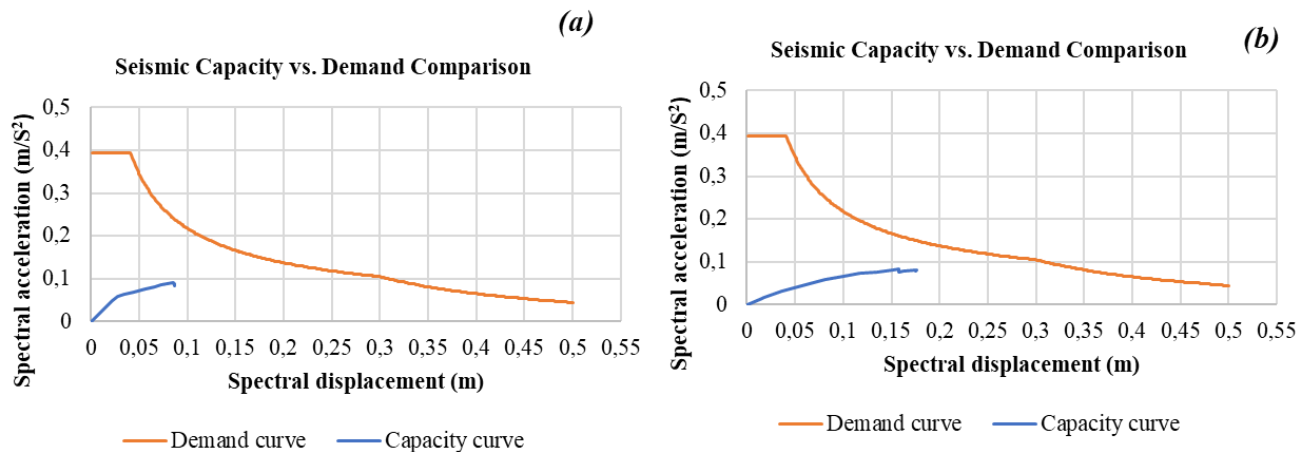 (a)
Seismic Capacity vs. Demand Comparison
Spectral acceleration (m/S²)
0,5
0,4
0,3
0,2
0,1
0
0 0,05 0,1 0,15 0,2 0,25 0,3 0,35 0,4 0,45 0,5 0,55
Spectral displacement (m)
Demand curve Capacity curve
(b)
Seismic Capacity vs. Demand Comparison
Spectral acceleration (m/S²)
0,5
0,4
0,3
0,2
0,1
0
0 0,05 0,1 0,15 0,2 0,25 0,3 0,35 0,4 0,45 0,5 0,55
Spectral displacement (m)
Demand curve Capacity curve